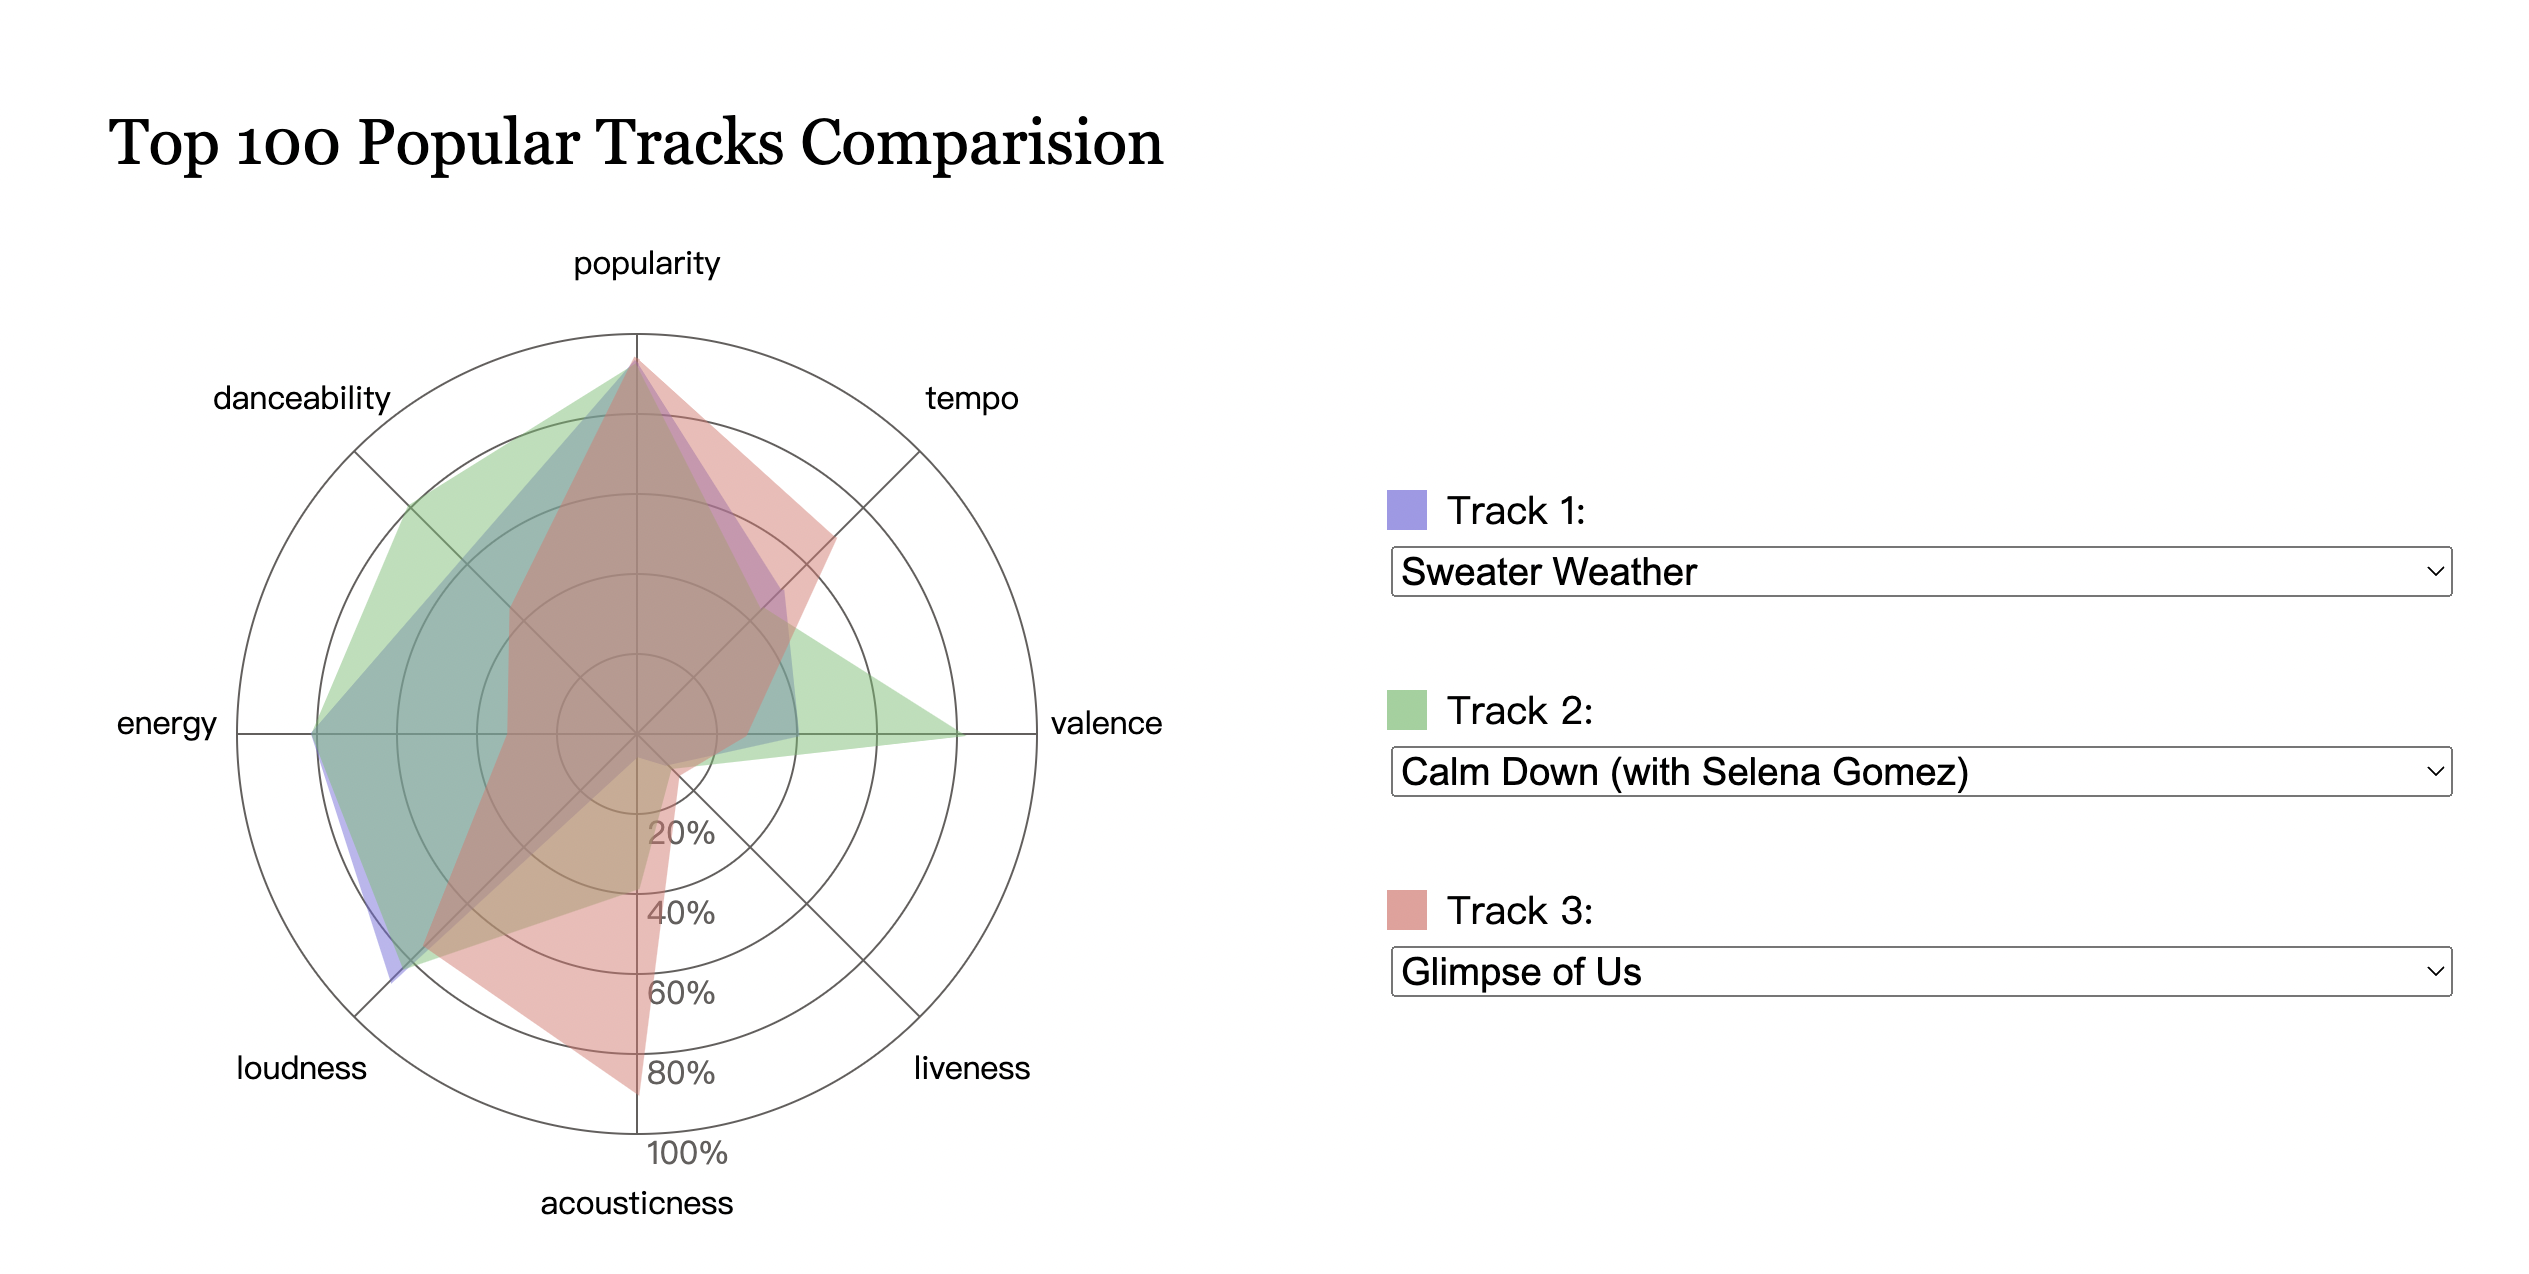 Top 100 Popular Tracks Comparision
popularity
danceability
tempo
energy
valence
loudness
liveness
acousticness
20%
40%
60%
80%
100%
Track 1:
Sweater Weather
Track 2:
Calm Down (with Selena Gomez)
Track 3:
Glimpse of Us